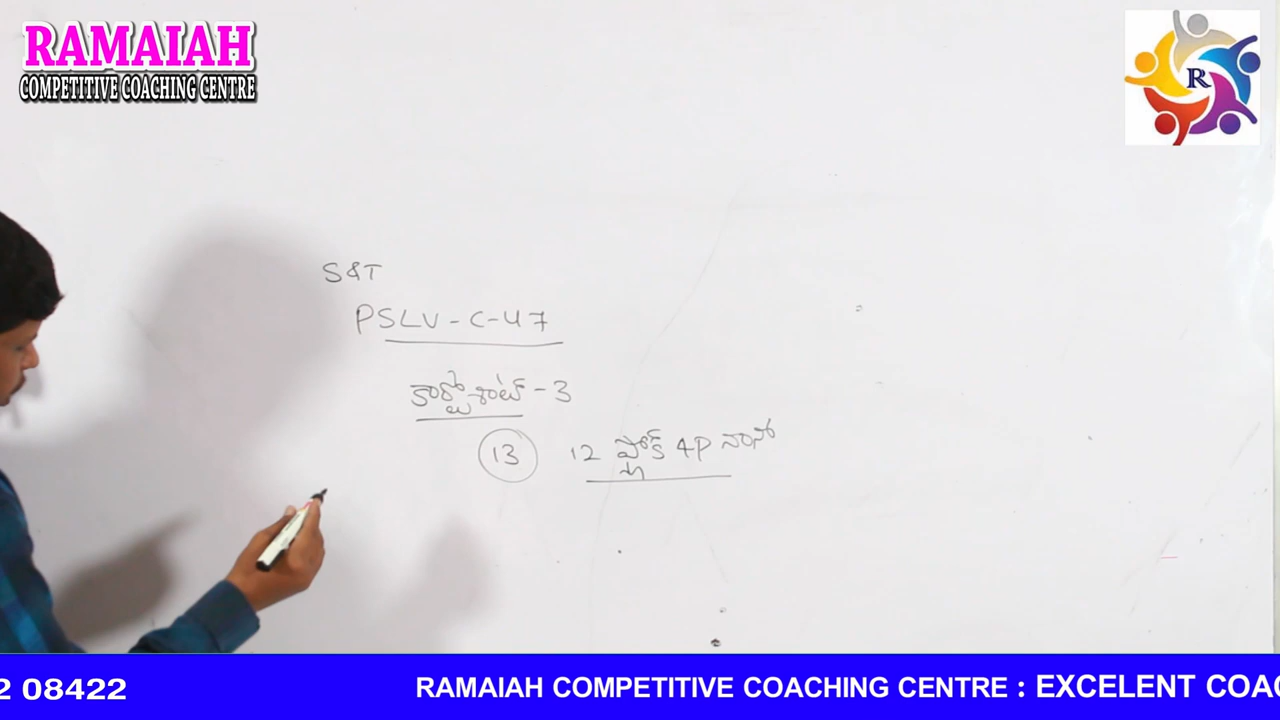 RAMAIAH
COMPETITIVE COACHING CENTRE
R
S&T
PSLV-C-47
కార్టోశాట్-3
13 12 ఫ్లోక్ 4P నానో
2 08422 RAMAIAH COMPETITIVE COACHING CENTRE : EXCELENT COAC